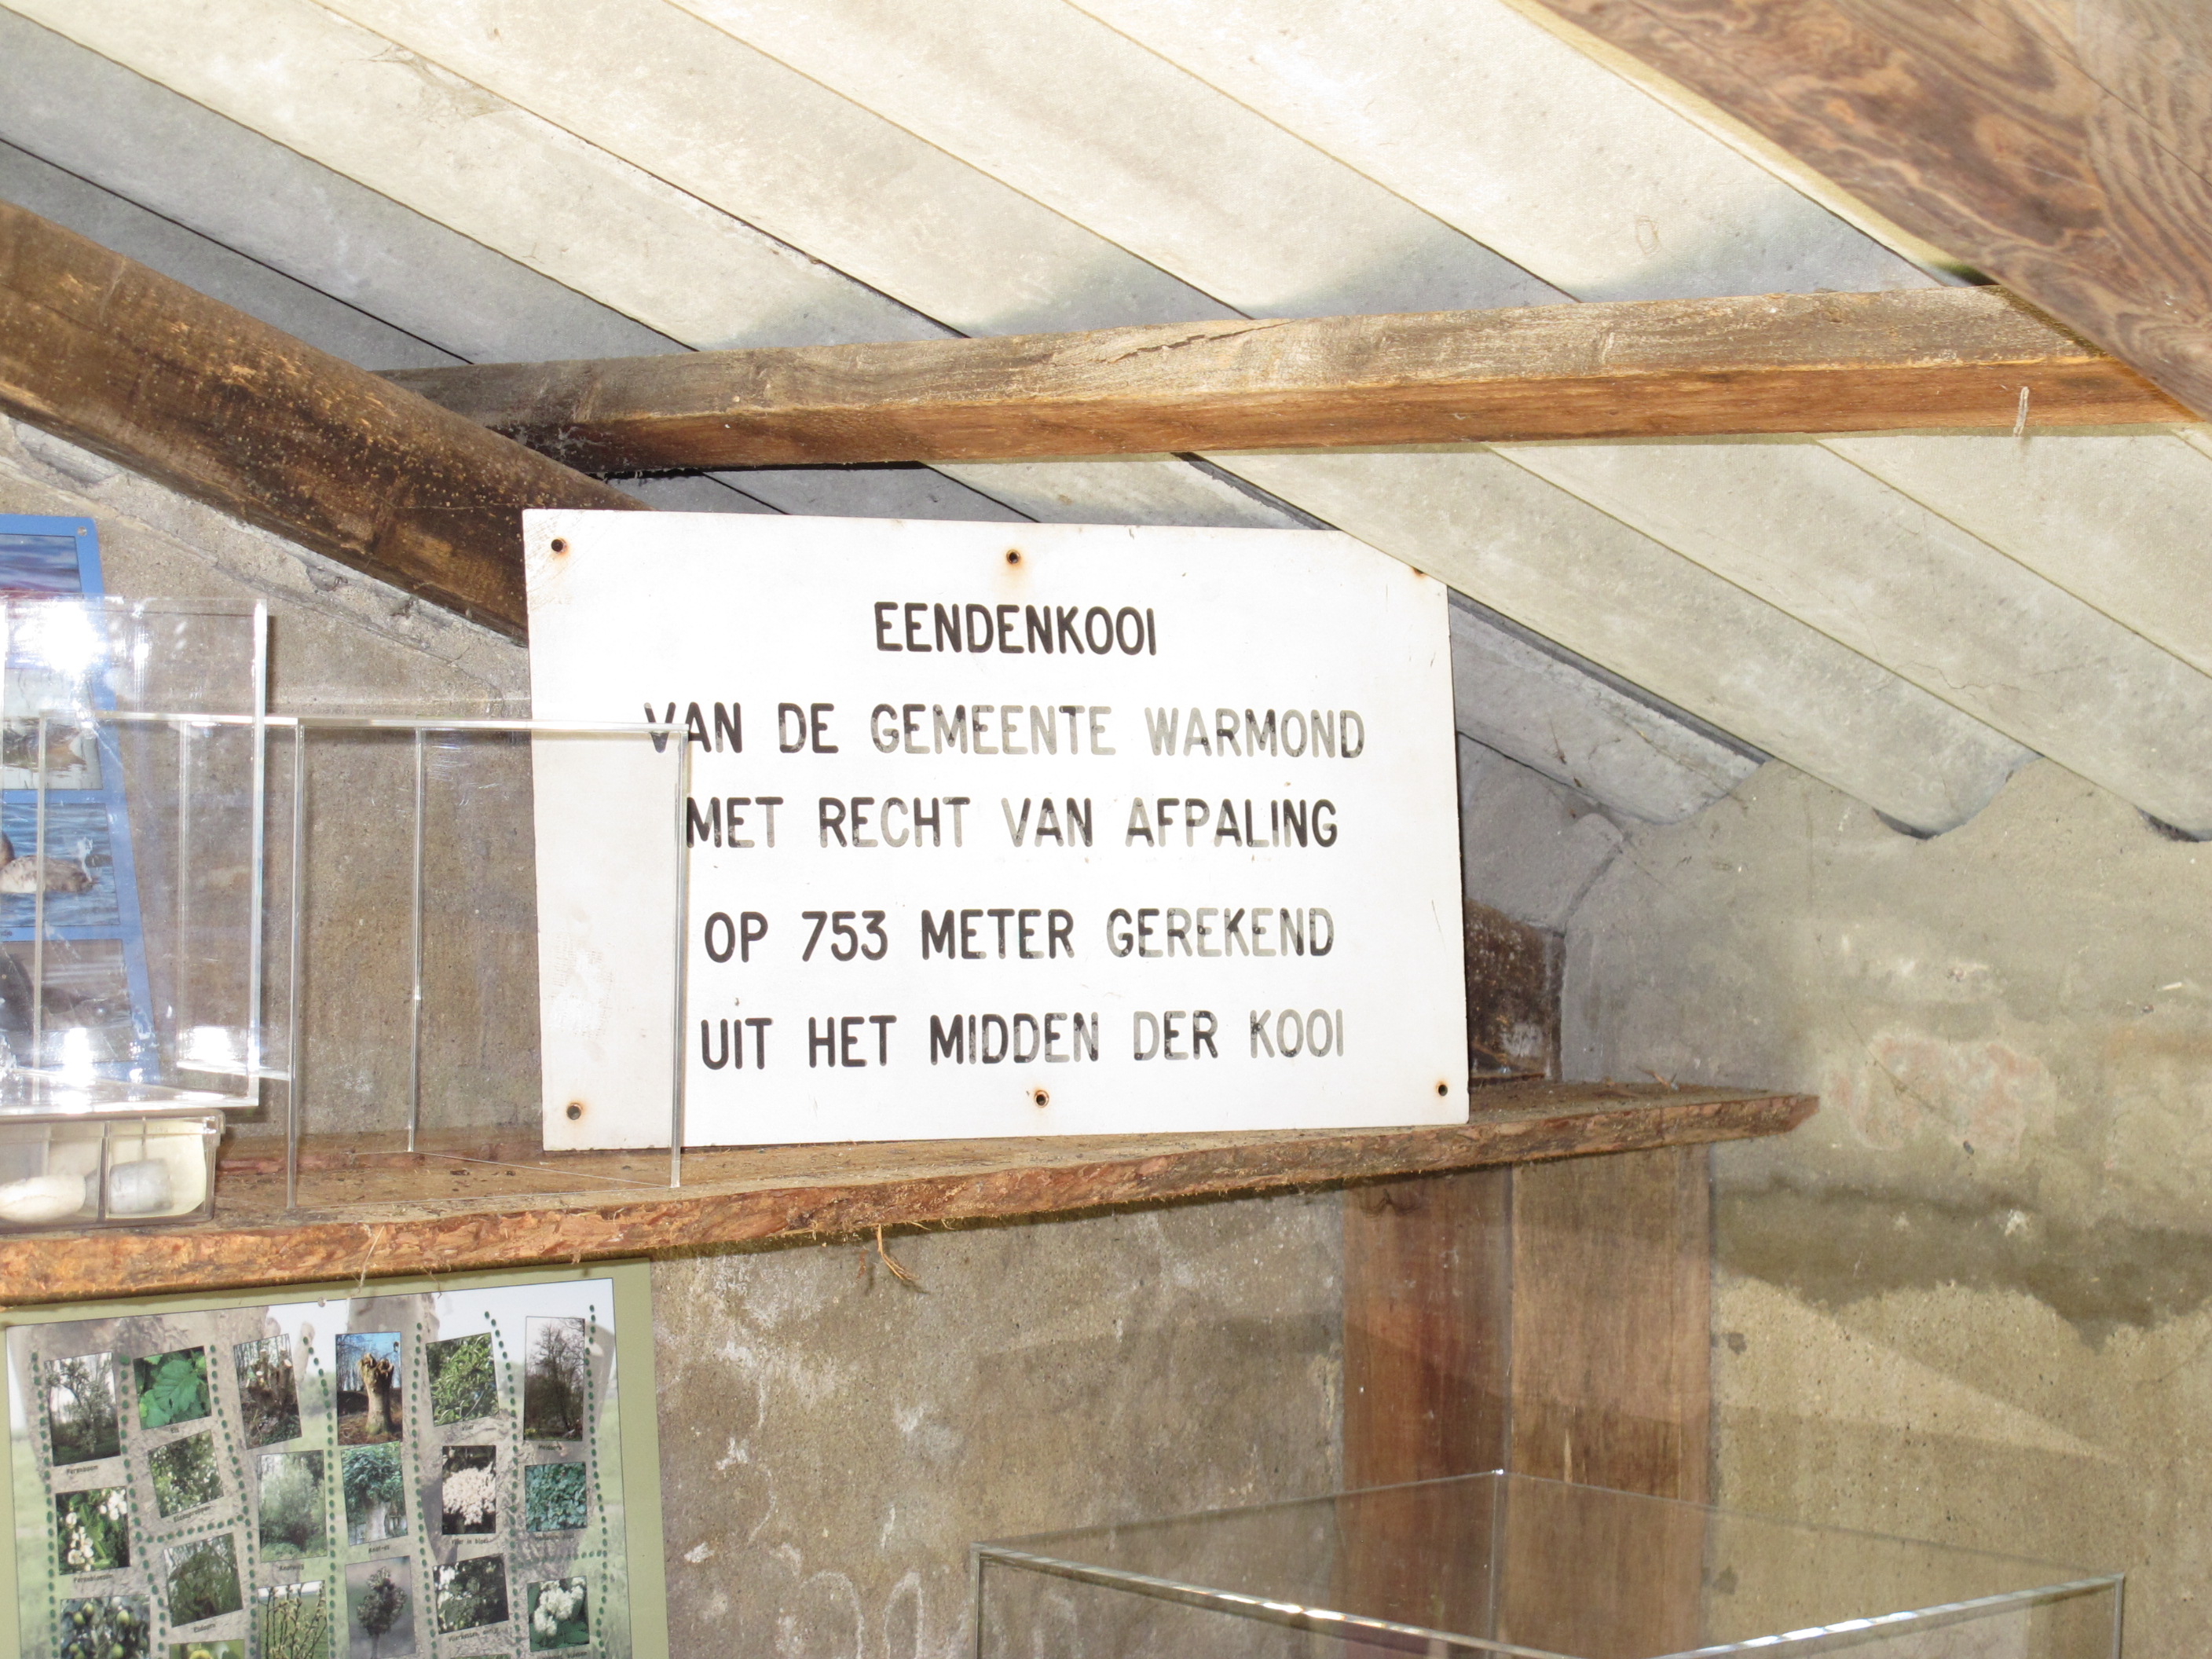 EENDENKOOI
VAN DE GEMEENTE WARMOND
MET RECHT VAN AFPALING
OP 753 METER GEREKEND
UIT HET MIDDEN DER KOOI